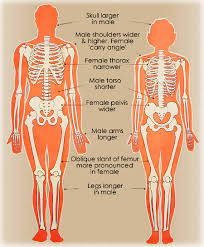 Skull larger
in male
Male shoulders wider
& higher. Female
'carry angle'
Female thorax
narrower
Male torso
shorter
Female pelvis
wider
Male arms
longer
Oblique slant of femur
more pronounced
in female
Legs longer
in male